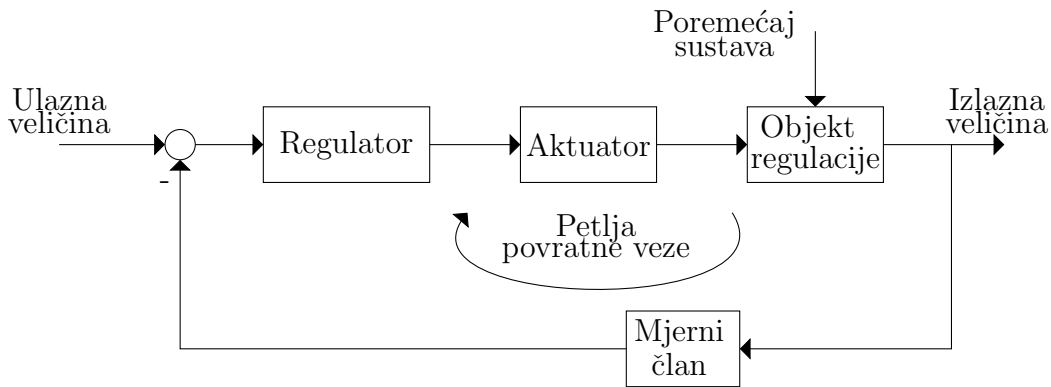 Poremećaj
sustava
Ulazna
veličina
Izlazna
veličina
Regulator
Aktuator
Objekt
regulacije
-
Petlja
povratne veze
Mjerni
član